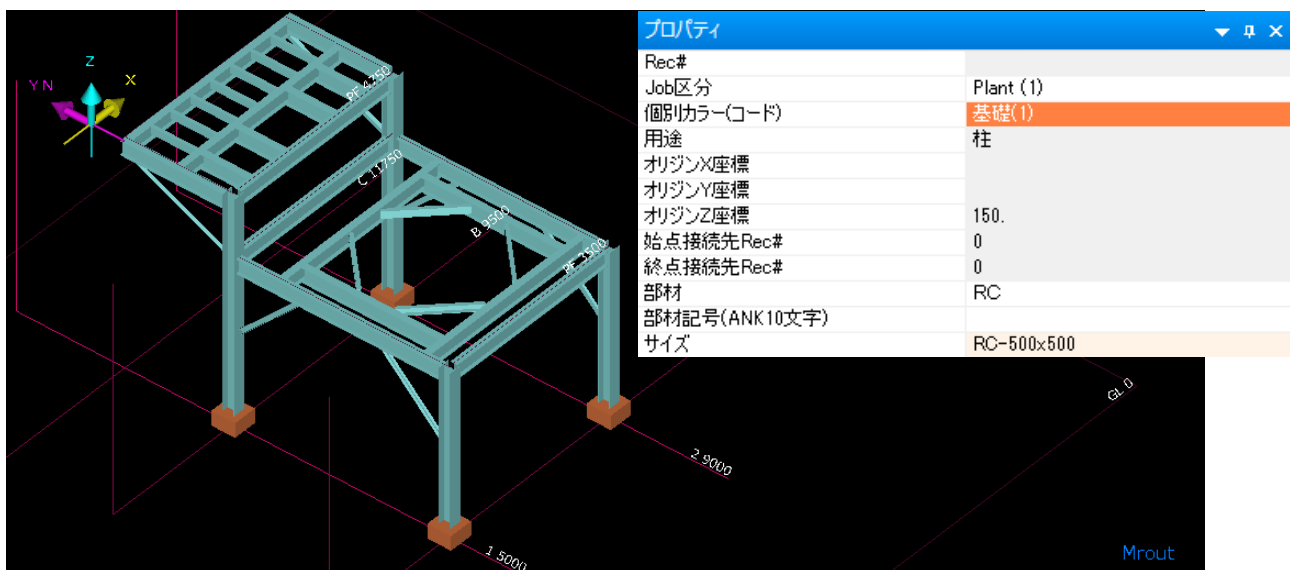 プロパティ
Rec#
Job区分 Plant (1)
個別カラー(コード) 基礎(1)
用途 柱
オリジンX座標
オリジンY座標
オリジンZ座標 150.
始点接続先Rec# 0
終点接続先Rec# 0
部材 RC
部材記号(ANK10文字)
サイズ RC-500x500
Z
Y N
X
PF 4750
C 11750
B 9500
PF 3500
GL 0
2 9000
1 5000
Mrout